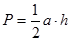 P = 1/2 a · h